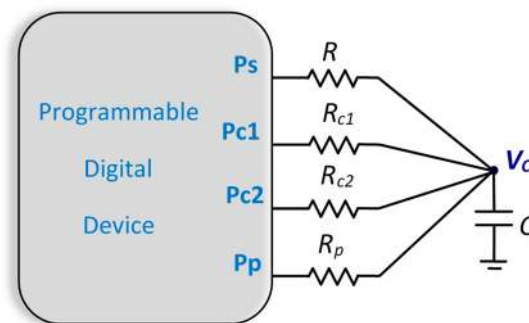 Ps
R
Programmable
Digital
Device
Pc1
Rc1
Pc2
Rc2
Pp
Rp